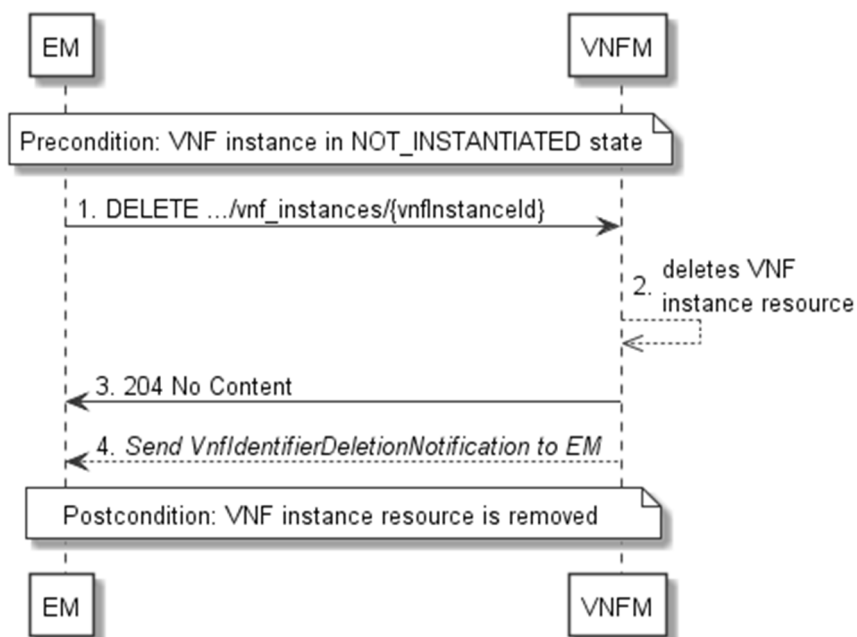 EM VNFM
Precondition: VNF instance in NOT_INSTANTIATED state
1. DELETE .../vnf_instances/{vnfInstanceId}
2. deletes VNF
instance resource
3. 204 No Content
4. Send VnfIdentifierDeletionNotification to EM
Postcondition: VNF instance resource is removed
EM VNFM